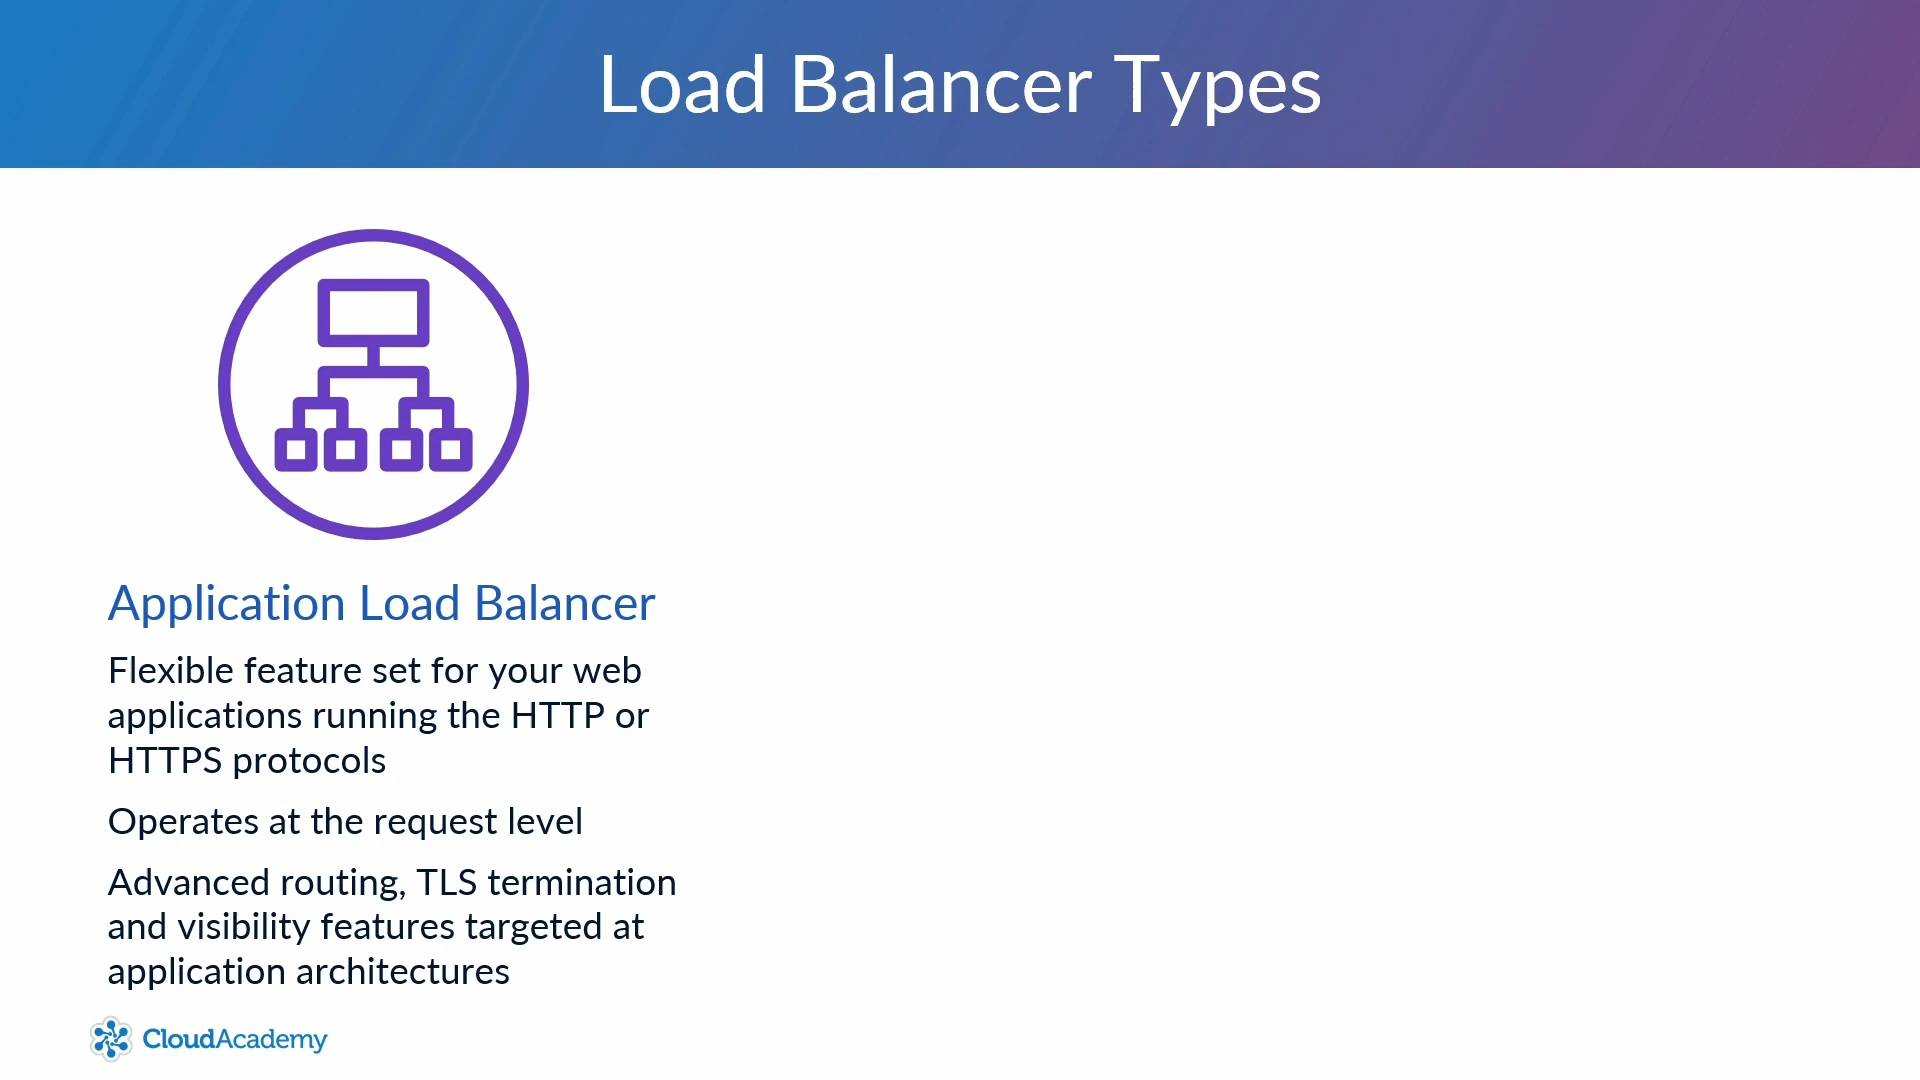 Load Balancer Types
Application Load Balancer
Flexible feature set for your web
applications running the HTTP or
HTTPS protocols
Operates at the request level
Advanced routing, TLS termination
and visibility features targeted at
application architectures
CloudAcademy